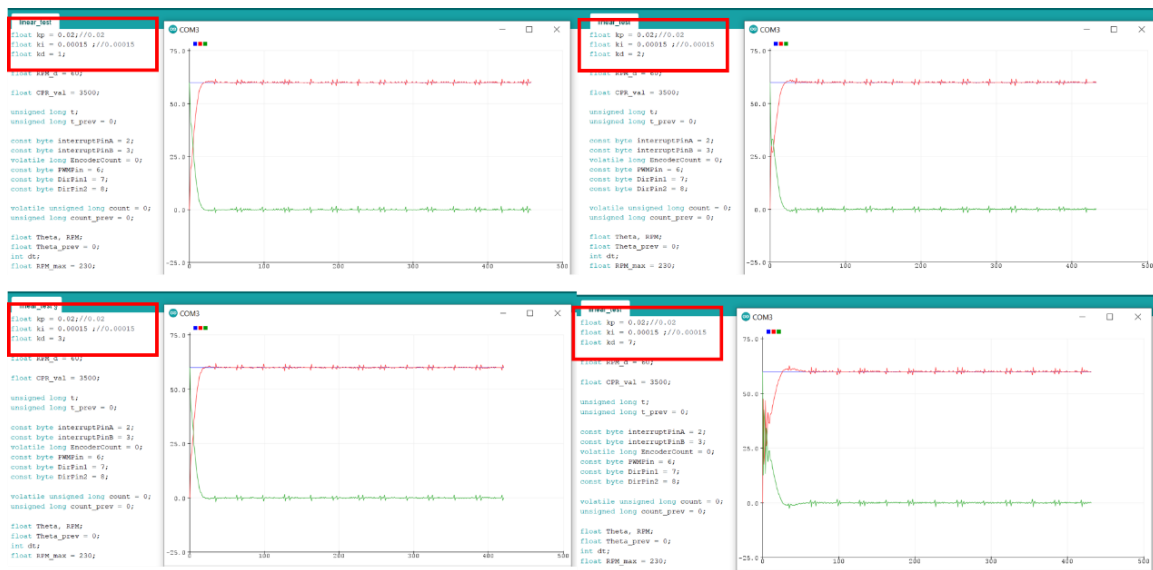 linear_test
float kp = 0.02;//0.02
float ki = 0.00015 ;//0.00015
float kd = 1;
float RPM_d = 60;
float CPR_val = 3500;
unsigned long t;
unsigned long t_prev = 0;
const byte interruptPinA = 2;
const byte interruptPinB = 3;
volatile long EncoderCount = 0;
const byte PWMPin = 6;
const byte DirPin1 = 7;
const byte DirPin2 = 8;
volatile unsigned long count = 0;
unsigned long count_prev = 0;
float Theta, RPM;
float Theta_prev = 0;
int dt;
float RPM_max = 230;
COM3
75.0
50.0
25.0
0.0
-25.0
0 100 200 300 400 500
linear_test
float kp = 0.02;//0.02
float ki = 0.00015 ;//0.00015
float kd = 2;
float RPM_d = 60;
float CPR_val = 3500;
unsigned long t;
unsigned long t_prev = 0;
const byte interruptPinA = 2;
const byte interruptPinB = 3;
volatile long EncoderCount = 0;
const byte PWMPin = 6;
const byte DirPin1 = 7;
const byte DirPin2 = 8;
volatile unsigned long count = 0;
unsigned long count_prev = 0;
float Theta, RPM;
float Theta_prev = 0;
int dt;
float RPM_max = 230;
COM3
75.0
50.0
25.0
0.0
-25.0
0 100 200 300 400 500
float kp = 0.02;//0.02
float ki = 0.00015 ;//0.00015
float kd = 3;
float RPM_d = 60;
float CPR_val = 3500;
unsigned long t;
unsigned long t_prev = 0;
const byte interruptPinA = 2;
const byte interruptPinB = 3;
volatile long EncoderCount = 0;
const byte PWMPin = 6;
const byte DirPin1 = 7;
const byte DirPin2 = 8;
volatile unsigned long count = 0;
unsigned long count_prev = 0;
float Theta, RPM;
float Theta_prev = 0;
int dt;
float RPM_max = 230;
COM3
75.0
50.0
25.0
0.0
-25.0
0 100 200 300 400 500
linear_test
float kp = 0.02;//0.02
float ki = 0.00015 ;//0.00015
float kd = 7;
float RPM_d = 60;
float CPR_val = 3500;
unsigned long t;
unsigned long t_prev = 0;
const byte interruptPinA = 2;
const byte interruptPinB = 3;
volatile long EncoderCount = 0;
const byte PWMPin = 6;
const byte DirPin1 = 7;
const byte DirPin2 = 8;
volatile unsigned long count = 0;
unsigned long count_prev = 0;
float Theta, RPM;
float Theta_prev = 0;
int dt;
float RPM_max = 230;
COM3
75.0
50.0
25.0
0.0
-25.0
0 100 200 300 400 500